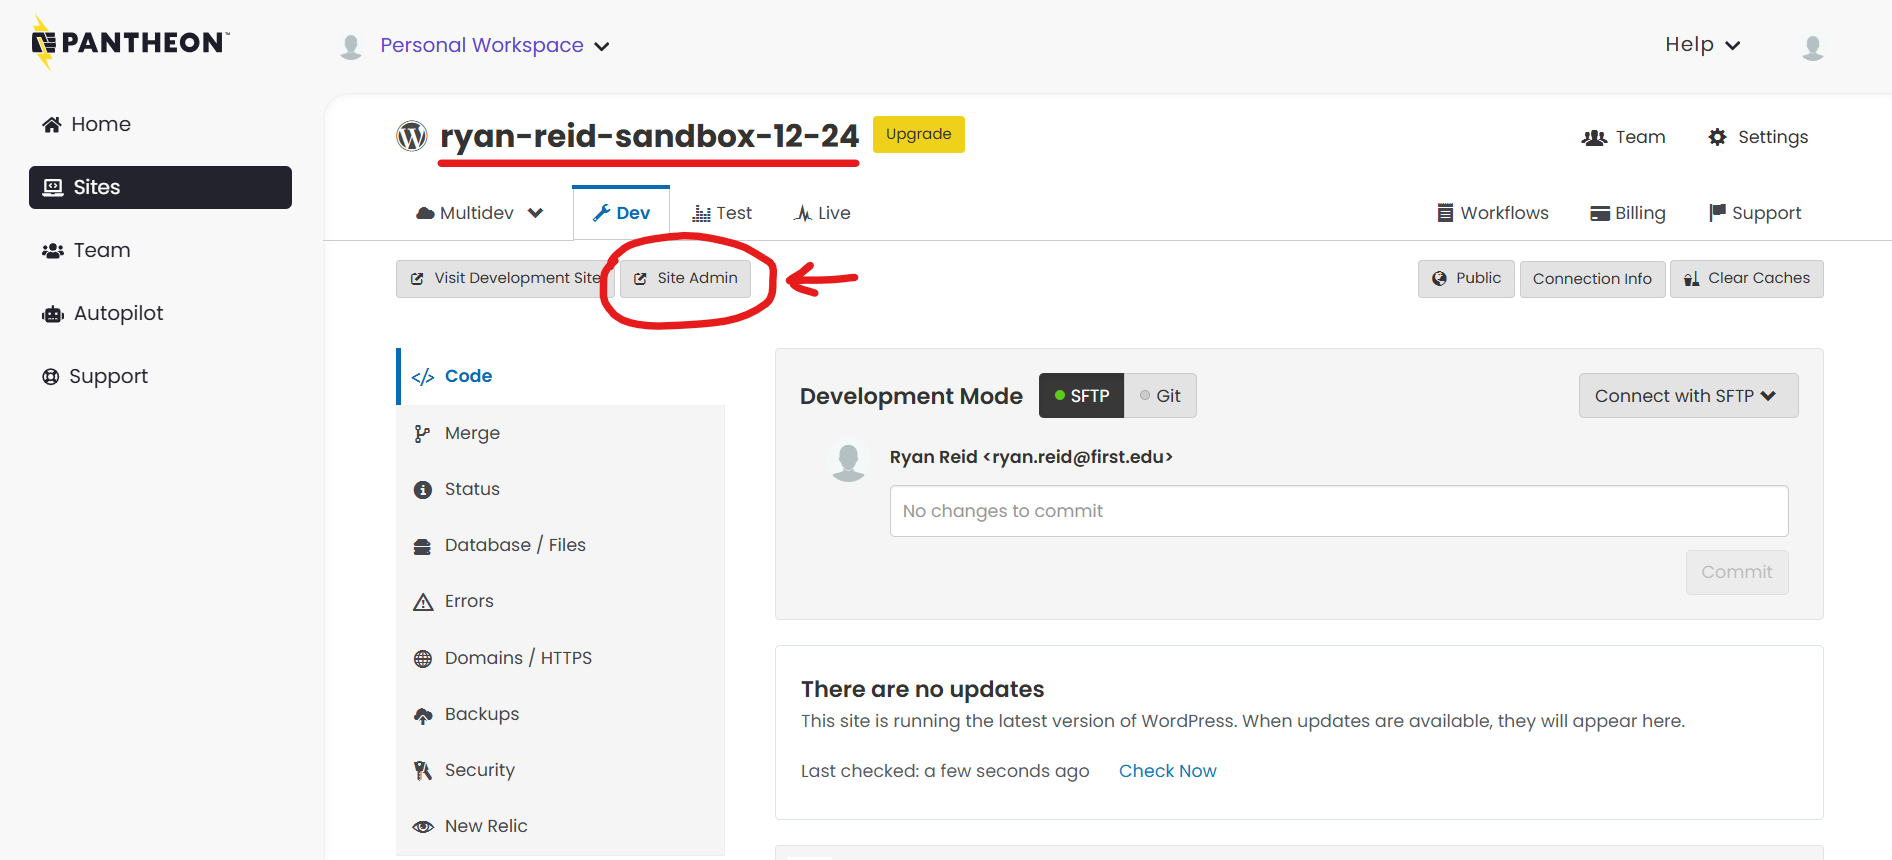 PANTHEON™
Personal Workspace
Help
Home
Sites
Team
Autopilot
Support
ryan-reid-sandbox-12-24
Upgrade
Team
Settings
Multidev
Dev
Test
Live
Workflows
Billing
Support
Visit Development Site
Site Admin
Public
Connection Info
Clear Caches
Code
Merge
Status
Database / Files
Errors
Domains / HTTPS
Backups
Security
New Relic
Development Mode
SFTP
Git
Connect with SFTP
Ryan Reid <ryan.reid@first.edu>
No changes to commit
Commit
There are no updates
This site is running the latest version of WordPress. When updates are available, they will appear here.
Last checked: a few seconds ago Check Now